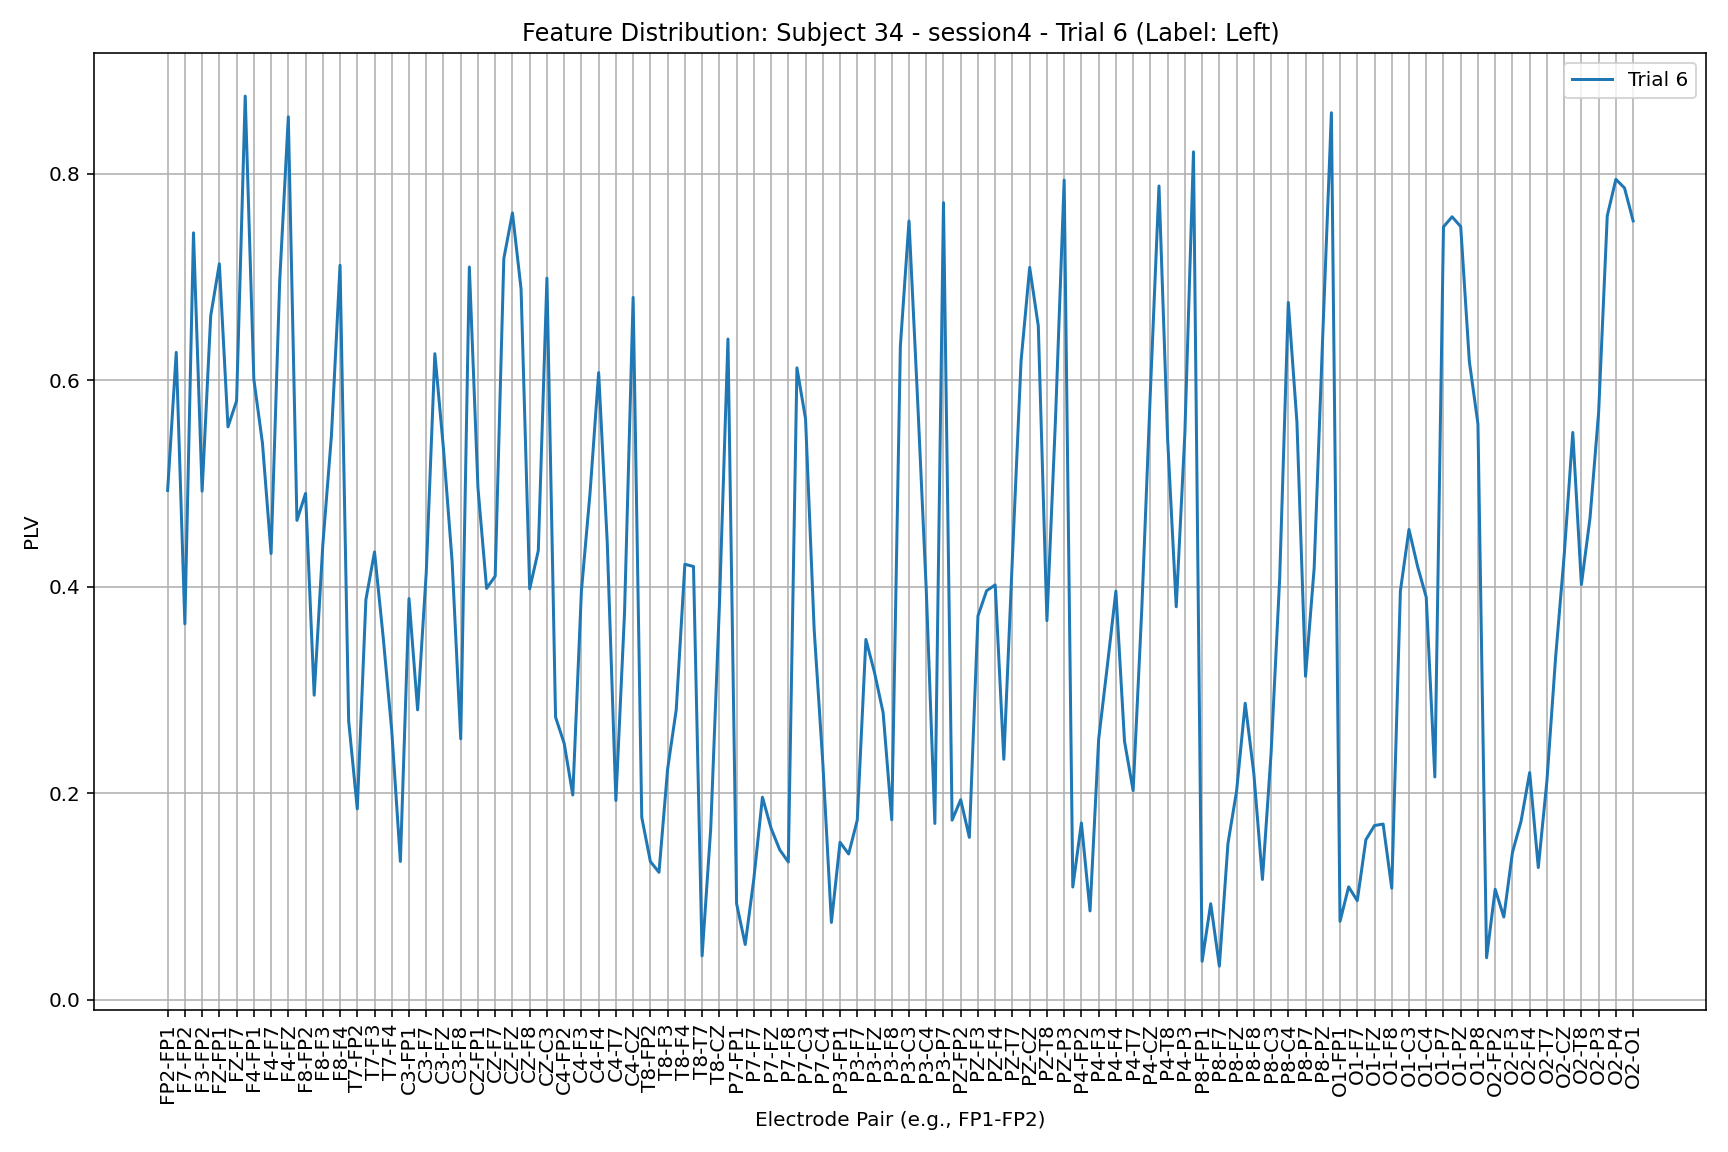 Feature Distribution: Subject 34 - session4 - Trial 6 (Label: Left)
Trial 6
PLV
0.8
0.6
0.4
0.2
0.0
FP2-FP1
F7-FP2
F3-FP2
FZ-FP1
FZ-F7
F4-FP1
F4-F7
F4-FZ
F8-FP2
F8-F3
F8-F4
T7-FP2
T7-F3
T7-F4
C3-FP1
C3-F7
C3-FZ
C3-F8
CZ-FP1
CZ-F7
CZ-FZ
CZ-F8
CZ-C3
C4-FP2
C4-F3
C4-F4
C4-T7
C4-CZ
T8-FP2
T8-F3
T8-F4
T8-T7
T8-CZ
P7-FP1
P7-F7
P7-FZ
P7-F8
P7-C3
P7-C4
P3-FP1
P3-F7
P3-FZ
P3-F8
P3-C3
P3-C4
P3-P7
PZ-FP2
PZ-F3
PZ-F4
PZ-T7
PZ-CZ
PZ-T8
PZ-P3
P4-FP2
P4-F3
P4-F4
P4-T7
P4-CZ
P4-T8
P4-P3
P8-FP1
P8-F7
P8-FZ
P8-F8
P8-C3
P8-C4
P8-P7
P8-PZ
O1-FP1
O1-F7
O1-FZ
O1-F8
O1-C3
O1-C4
O1-P7
O1-PZ
O1-P8
O2-FP2
O2-F3
O2-F4
O2-T7
O2-CZ
O2-T8
O2-P3
O2-P4
O2-O1
Electrode Pair (e.g., FP1-FP2)